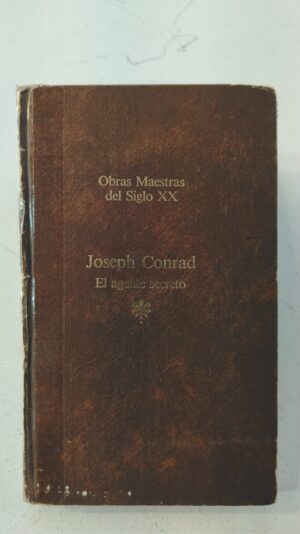 Obras Maestras
del Siglo XX
Joseph Conrad
El agente secreto